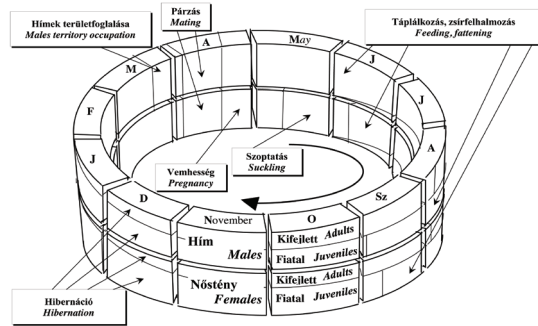 Hímek területfoglalása
Males territory occupation
Párzás
Mating
Táplálkozás, zsírfelhalmozás
Feeding, fattening
M
A
May
J
F
J
J
A
Vemhesség
Pregnancy
Szoptatás
Suckling
D
November
O
Sz
Hím
Males
Kifejlett Adults
Fiatal Juveniles
Nőstény
Females
Kifejlett Adults
Fiatal Juveniles
Hibernáció
Hibernation